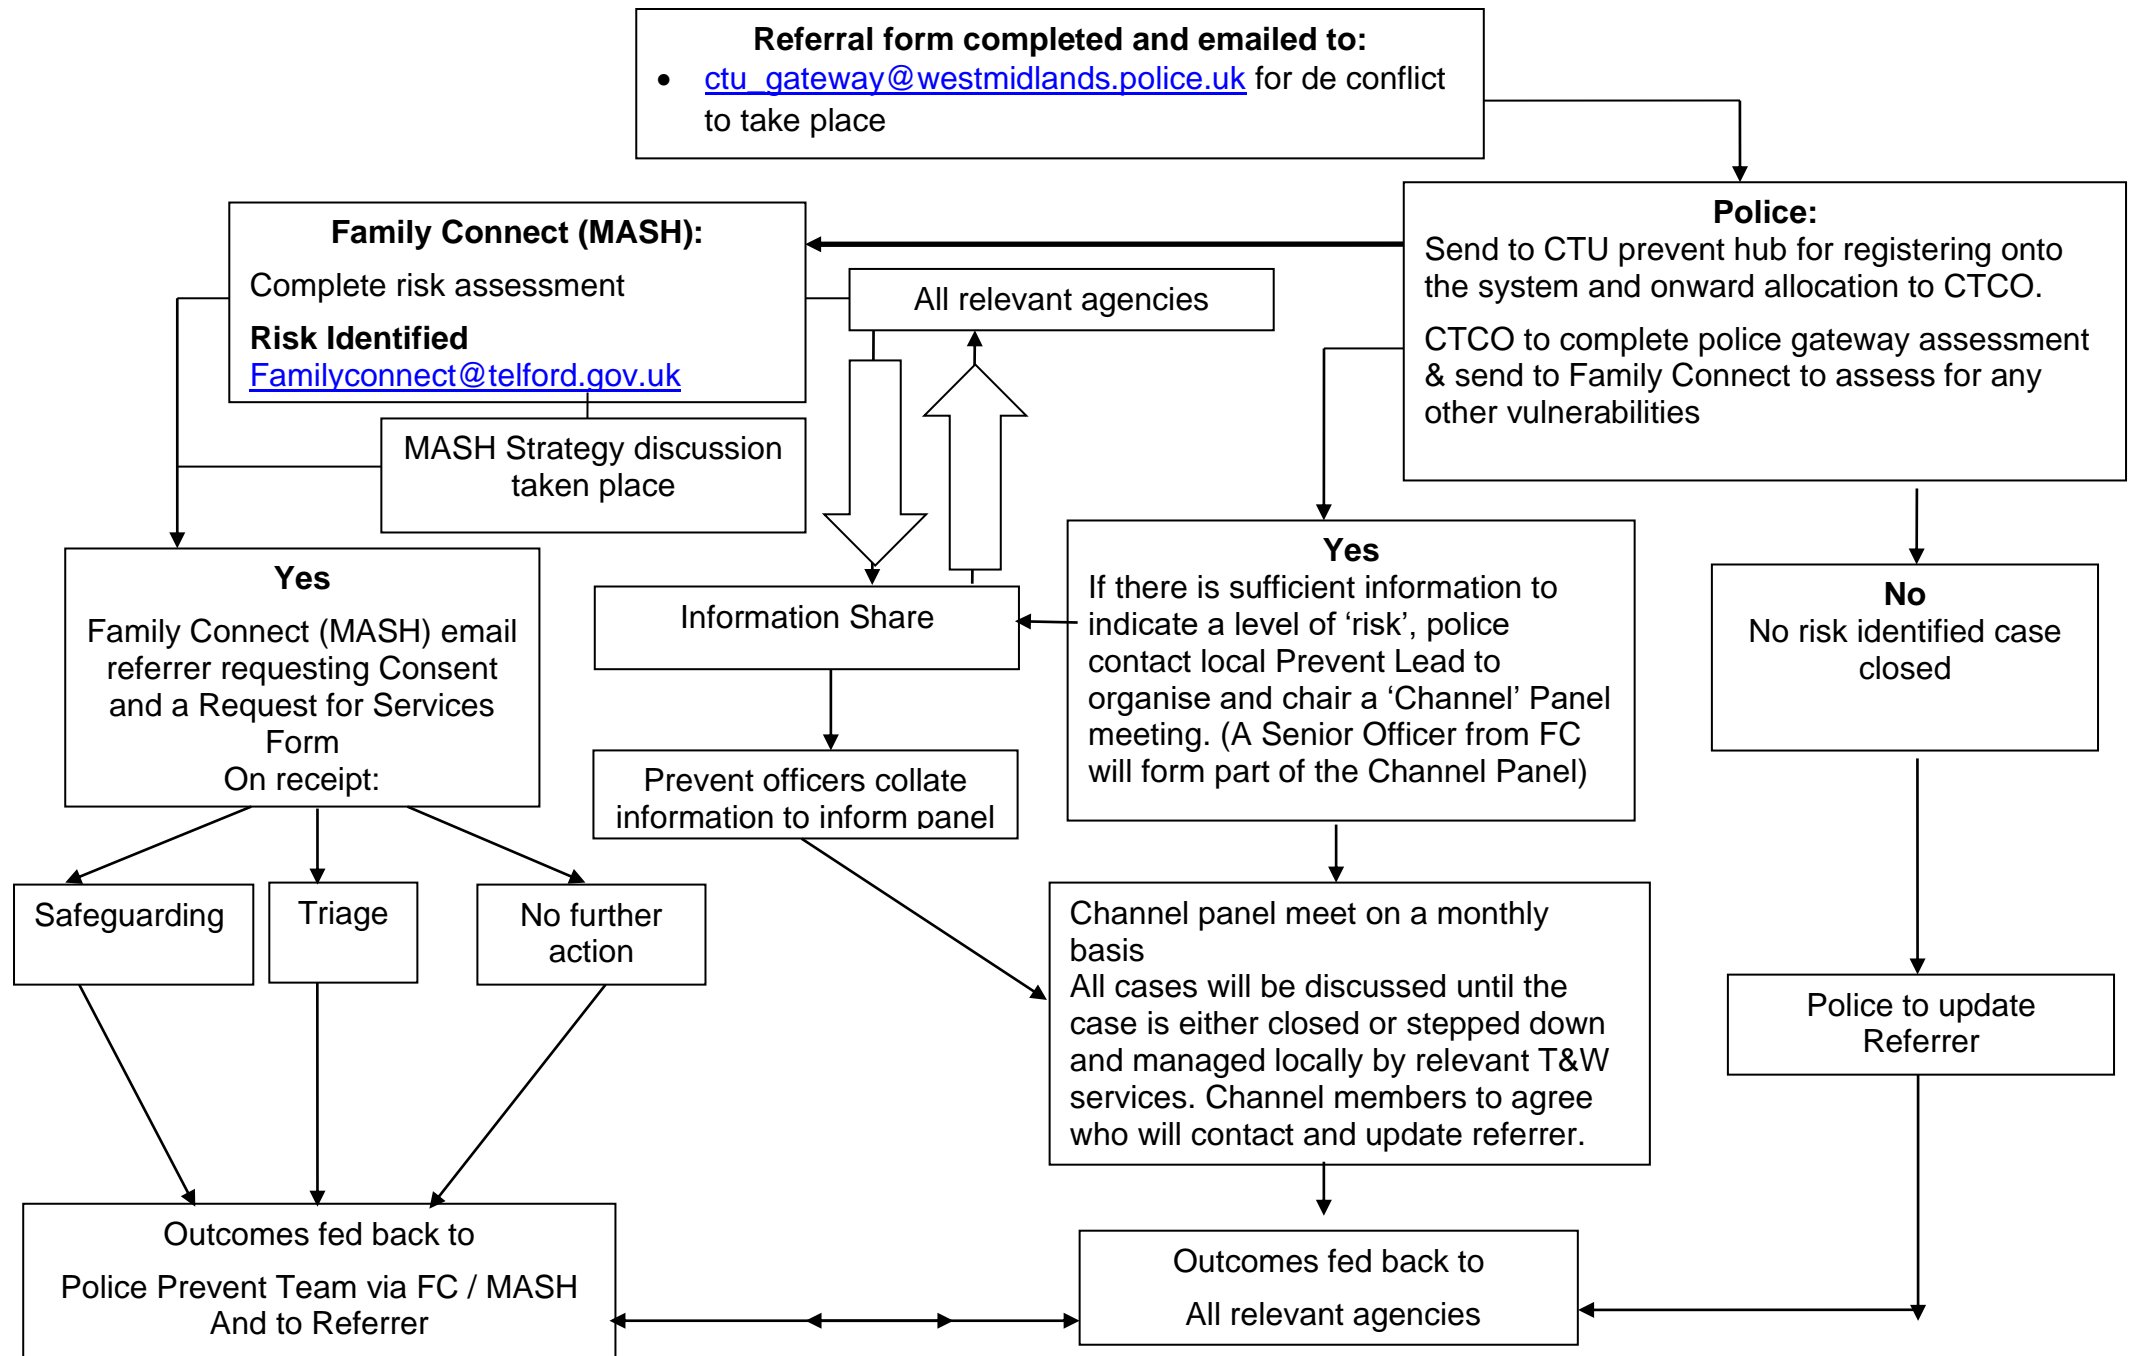 Referral form completed and emailed to:
• ctu_gateway@westmidlands.police.uk for de conflict
to take place
Police:
Send to CTU prevent hub for registering onto
the system and onward allocation to CTCO.
CTCO to complete police gateway assessment
& send to Family Connect to assess for any
other vulnerabilities
Family Connect (MASH):
Complete risk assessment
Risk Identified
Familyconnect@telford.gov.uk
All relevant agencies
MASH Strategy discussion
taken place
Yes
Family Connect (MASH) email
referrer requesting Consent
and a Request for Services
Form
On receipt:
Information Share
Yes
If there is sufficient information to
indicate a level of ‘risk’, police
contact local Prevent Lead to
organise and chair a ‘Channel’ Panel
meeting. (A Senior Officer from FC
will form part of the Channel Panel)
No
No risk identified case
closed
Prevent officers collate
information to inform panel
Safeguarding
Triage
No further
action
Channel panel meet on a monthly
basis
All cases will be discussed until the
case is either closed or stepped down
and managed locally by relevant T&W
services. Channel members to agree
who will contact and update referrer.
Police to update
Referrer
Outcomes fed back to
Police Prevent Team via FC / MASH
And to Referrer
Outcomes fed back to
All relevant agencies